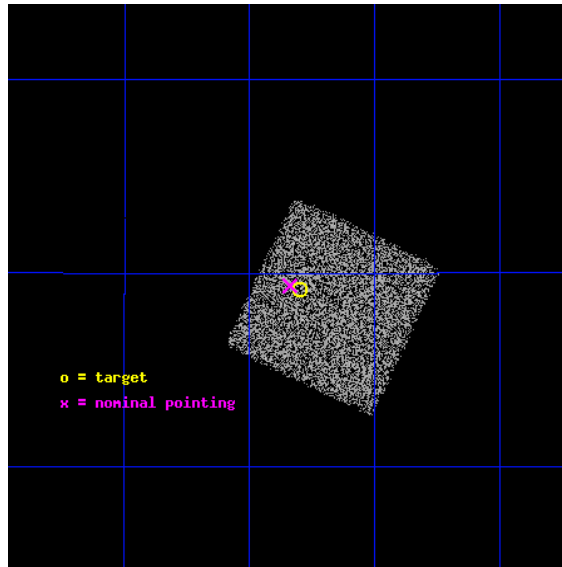 o = target
x = nominal pointing